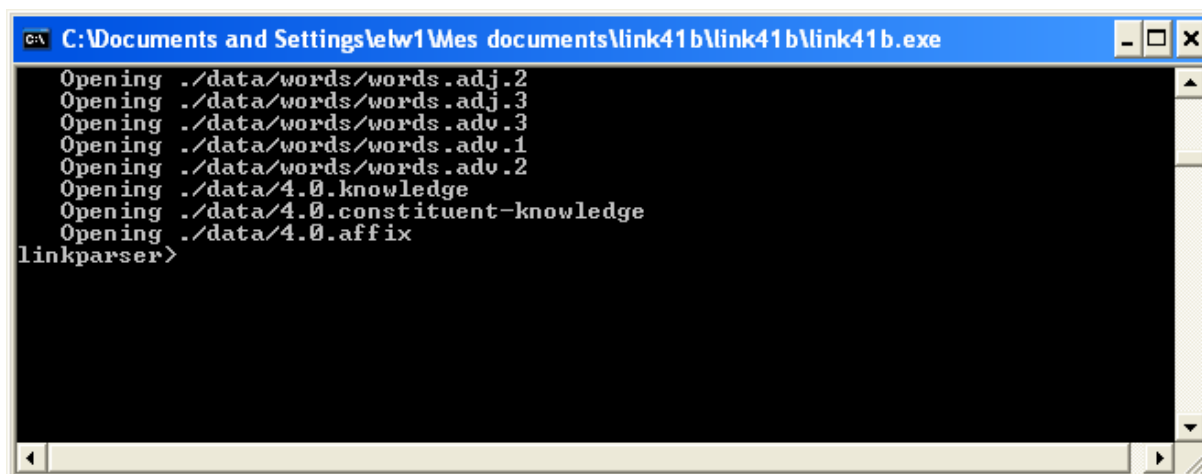 C:\Documents and Settings\elw1\Mes documents\link41b\link41b\link41b.exe
Opening ./data/words/words.adj.2
Opening ./data/words/words.adj.3
Opening ./data/words/words.adv.3
Opening ./data/words/words.adv.1
Opening ./data/words/words.adv.2
Opening ./data/4.0.knowledge
Opening ./data/4.0.constituent-knowledge
Opening ./data/4.0.affix
linkparser>